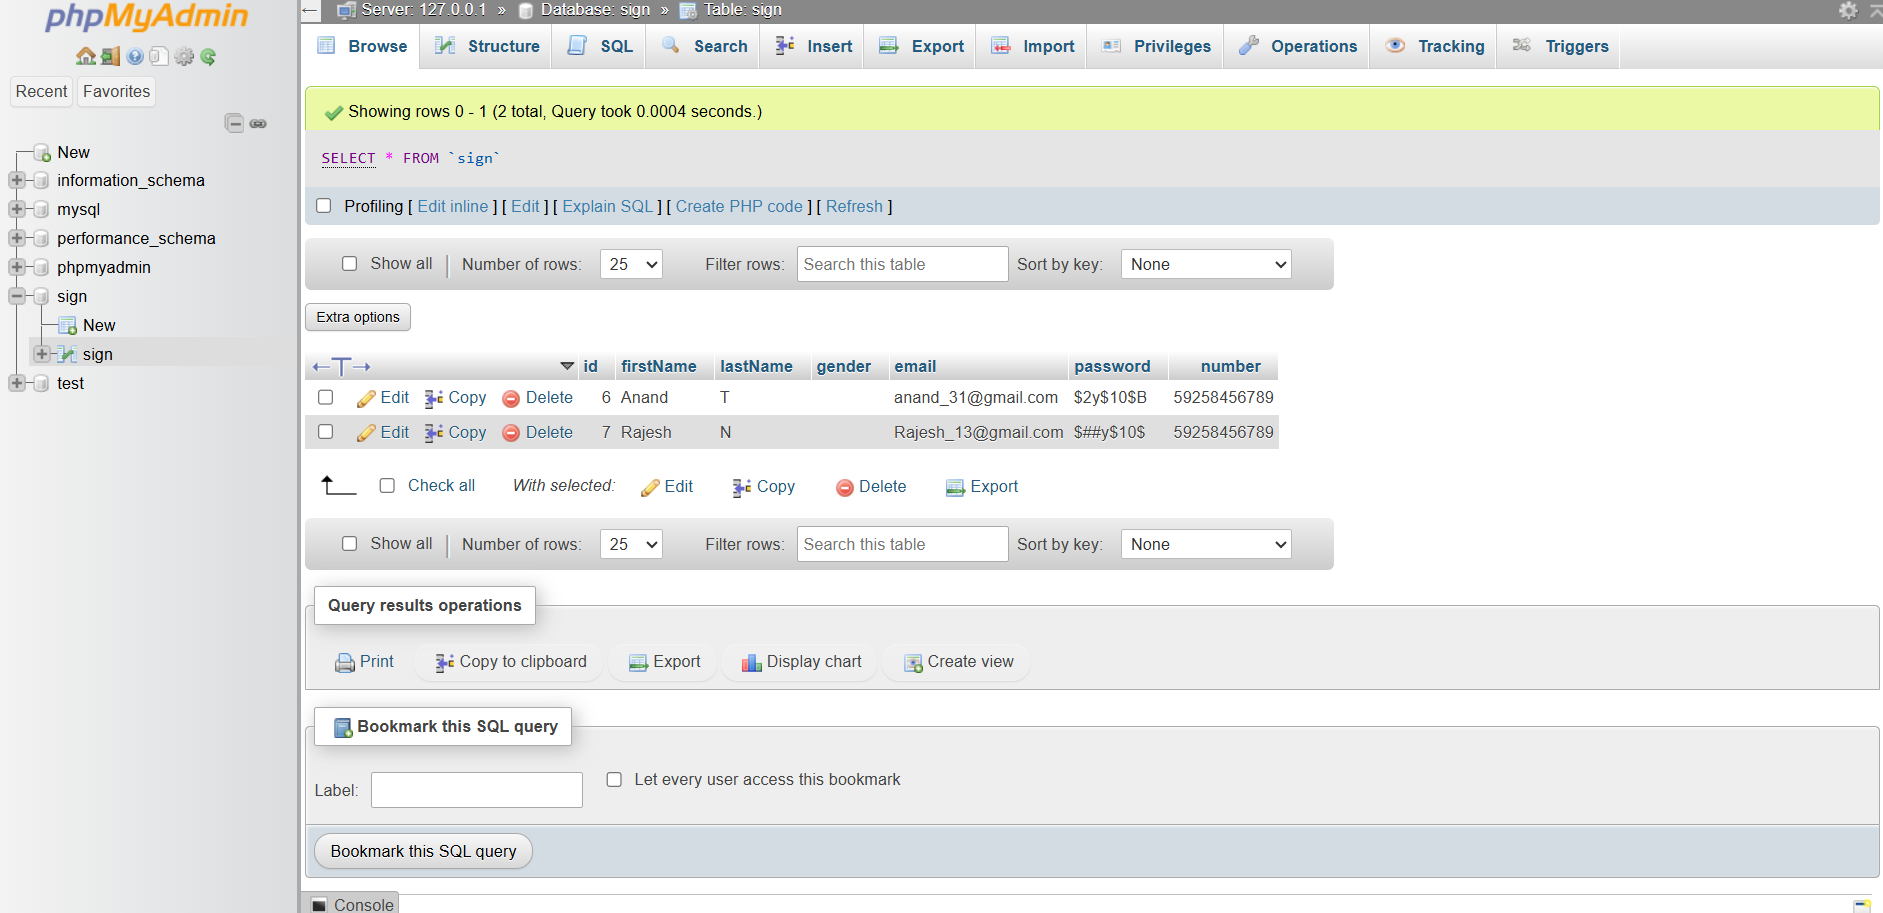 phpMyAdmin
Recent Favorites
New
information_schema
mysql
performance_schema
phpmyadmin
sign
New
sign
test
Server: 127.0.0.1 » Database: sign » Table: sign
Browse Structure SQL Search Insert Export Import Privileges Operations Tracking Triggers
Showing rows 0 - 1 (2 total, Query took 0.0004 seconds.)
SELECT * FROM `sign`
Profiling [ Edit inline ] [ Edit ] [ Explain SQL ] [ Create PHP code ] [ Refresh ]
Show all Number of rows: 25 Filter rows: Search this table Sort by key: None
Extra options
id firstName lastName gender email password number
Edit Copy Delete 6 Anand T anand_31@gmail.com $2y$10$B 59258456789
Edit Copy Delete 7 Rajesh N Rajesh_13@gmail.com $##y$10$ 59258456789
Check all With selected: Edit Copy Delete Export
Show all Number of rows: 25 Filter rows: Search this table Sort by key: None
Query results operations
Print Copy to clipboard Export Display chart Create view
Bookmark this SQL query
Label: Let every user access this bookmark
Bookmark this SQL query
Console